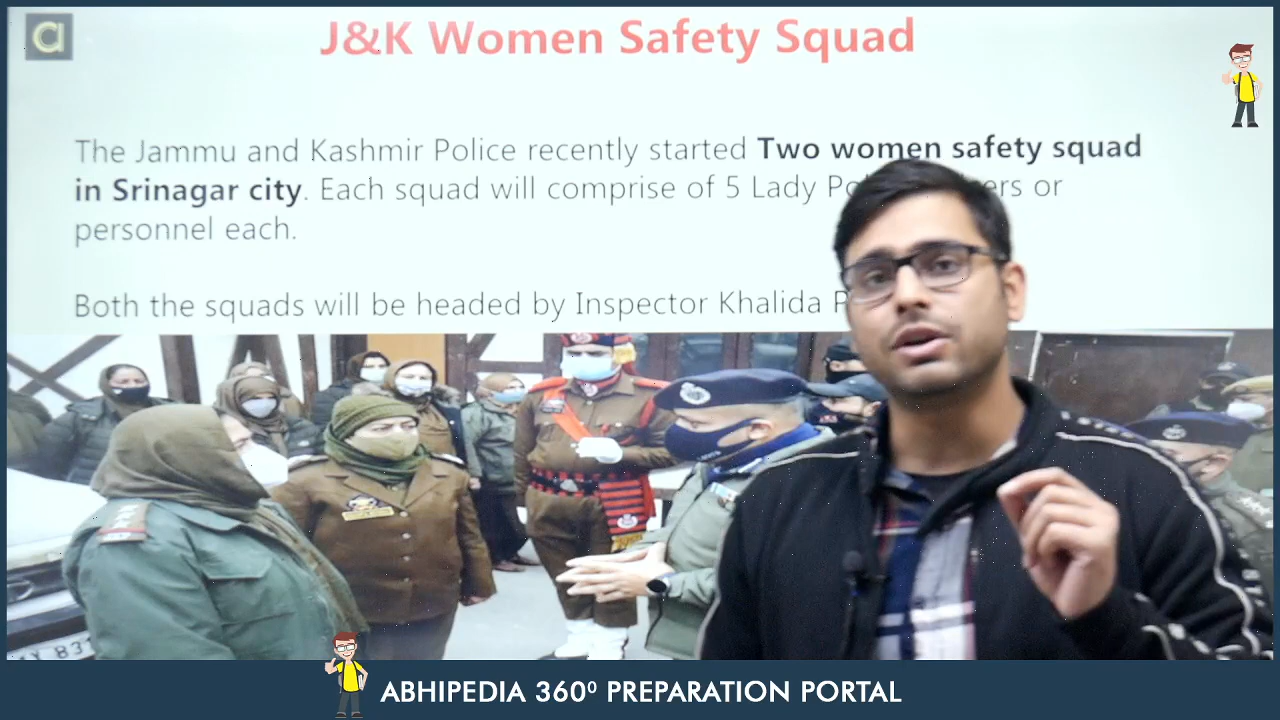 a
J&K Women Safety Squad
The Jammu and Kashmir Police recently started Two women safety squad
in Srinagar city. Each squad will comprise of 5 Lady or
personnel each.
Both the squads will be headed by Inspector Khalida
ABHIPEDIA 360⁰ PREPARATION PORTAL